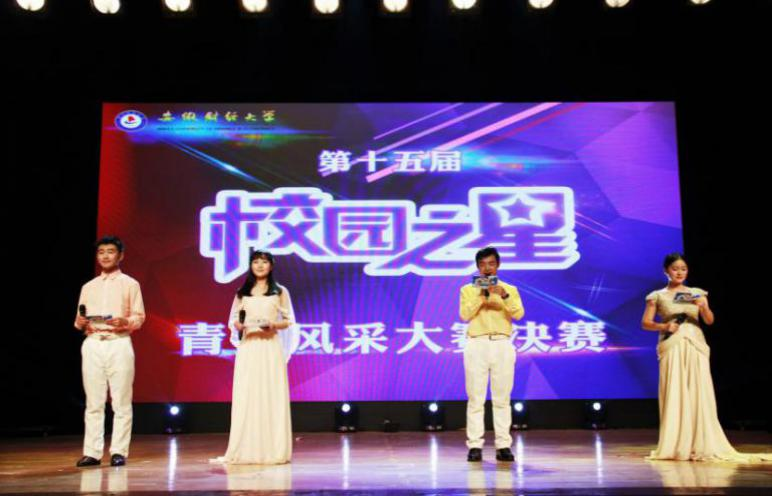 安徽财经大学
第十五届
校园之星
青 风采大赛决赛